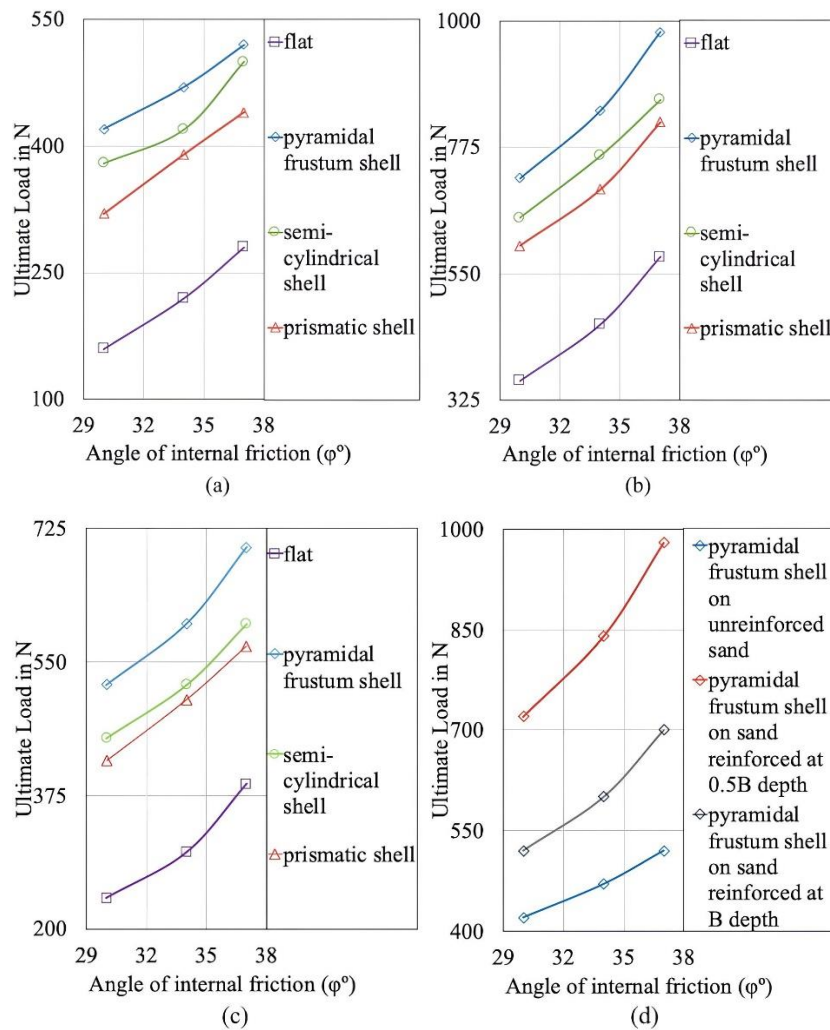 550
400
250
100
Ultimate Load in N
29 32 35 38
Angle of internal friction (φº)
flat
pyramidal
frustum shell
semi-
cylindrical
shell
prismatic shell
(a)
1000
775
550
325
Ultimate Load in N
29 32 35 38
Angle of internal friction (φº)
flat
pyramidal
frustum shell
semi-
cylindrical
shell
prismatic shell
(b)
725
550
375
200
Ultimate Load in N
29 32 35 38
Angle of internal friction (φº)
flat
pyramidal
frustum shell
semi-
cylindrical
shell
prismatic shell
(c)
1000
850
700
550
400
Ultimate Load in N
29 32 35 38
Angle of internal friction (φº)
pyramidal
frustum shell
on
unreinforced
sand
pyramidal
frustum shell
on sand
reinforced at
0.5B depth
pyramidal
frustum shell
on sand
reinforced at
B depth
(d)